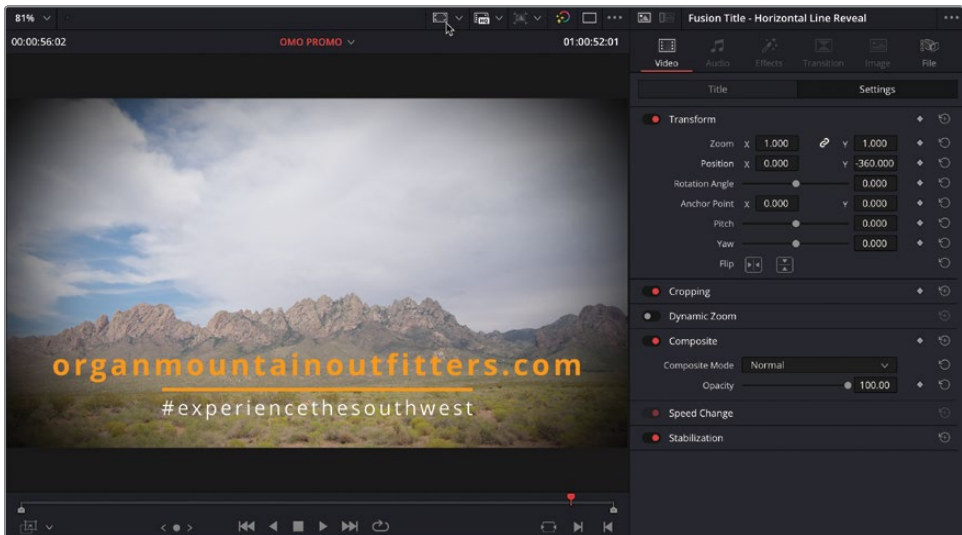 81%
Fusion Title - Horizontal Line Reveal
00:00:56:02 OMO PROMO 01:00:52:01
Video Audio Effects Transition Image File
Title Settings
Transform
Zoom X 1.000 Y 1.000
Position X 0.000 Y -360.000
Rotation Angle 0.000
Anchor Point X 0.000 Y 0.000
Pitch 0.000
Yaw 0.000
Flip
Cropping
Dynamic Zoom
Composite
Composite Mode Normal
Opacity 100.00
Speed Change
Stabilization
organmountainoutfitters.com
#experiencethesouthwest